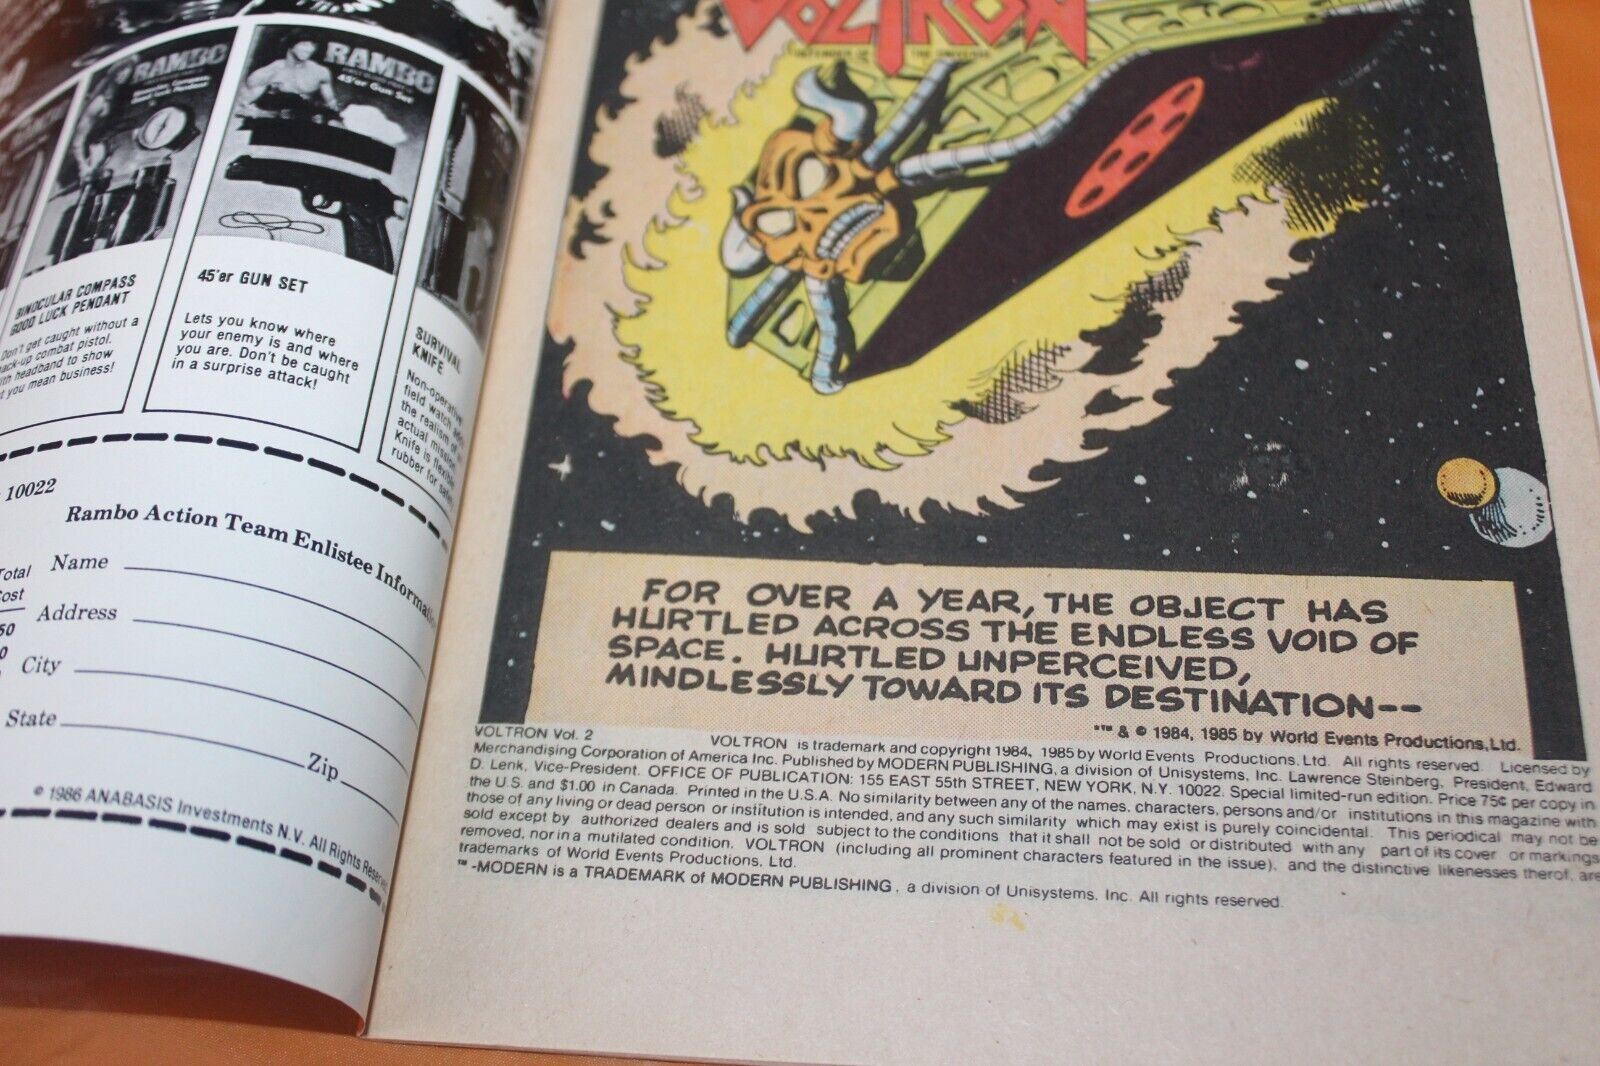 RAMBO
RAMBO
45'er Gun Set
BINOCULAR COMPASS
GOOD LUCK PENDANT
Don't get caught without a
back-up combat pistol.
with headband to show
you mean business!
45'er GUN SET
Lets you know where
your enemy is and where
you are. Don't be caught
in a surprise attack!
SURVIVAL
KNIFE
Non-operative
field watch
the realism of
actual mission
Knife is flexible
rubber for
10022
Rambo Action Team Enlistee
Total
Cost
Name
Address
City
State
Zip
© 1986 ANABASIS Investments N.V. All Rights
VOLTRON
DEFENDER OF THE UNIVERSE
FOR OVER A YEAR, THE OBJECT HAS
HURTLED ACROSS THE ENDLESS VOID OF
SPACE. HURTLED UNPERCEIVED,
MINDLESSLY TOWARD ITS DESTINATION--
*™ & © 1984, 1985 by World Events Productions, Ltd.
VOLTRON Vol. 2 VOLTRON is trademark and copyright 1984, 1985 by World Events Productions, Ltd. All rights reserved. Licensed by
Merchandising Corporation of America Inc. Published by MODERN PUBLISHING, a division of Unisystems, Inc. Lawrence Steinberg, President, Edward
D. Lenk, Vice-President. OFFICE OF PUBLICATION: 155 EAST 55th STREET, NEW YORK, N.Y. 10022. Special limited-run edition. Price 75¢ per copy in
the U.S. and $1.00 in Canada. Printed in the U.S.A. No similarity between any of the names, characters, persons and/or institutions in this magazine with
those of any living or dead person or institution is intended, and any such similarity which may exist is purely coincidental. This periodical may not be
sold except by authorized dealers and is sold subject to the conditions that it shall not be sold or distributed with any part of its cover or markings
removed, nor in a mutilated condition. VOLTRON (including all prominent characters featured in the issue), and the distinctive likenesses therof, are
trademarks of World Events Productions, Ltd.
™-MODERN is a TRADEMARK of MODERN PUBLISHING, a division of Unisystems, Inc. All rights reserved.